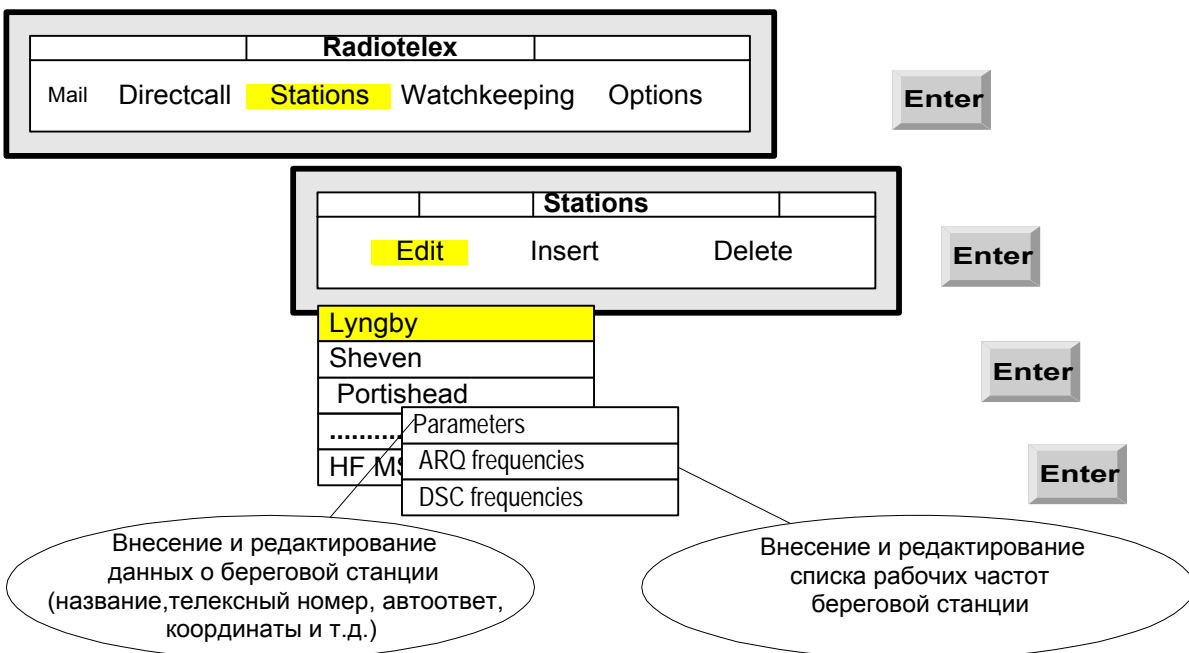 Radiotelex
Mail Directcall Stations Watchkeeping Options
Enter
Stations
Edit Insert Delete
Enter
Lyngby
Sheven
Portishead
..........
HF MS
Enter
Parameters
ARQ frequencies
DSC frequencies
Enter
Внесение и редактирование
данных о береговой станции
(название,телексный номер, автоответ,
координаты и т.д.)
Внесение и редактирование
списка рабочих частот
береговой станции